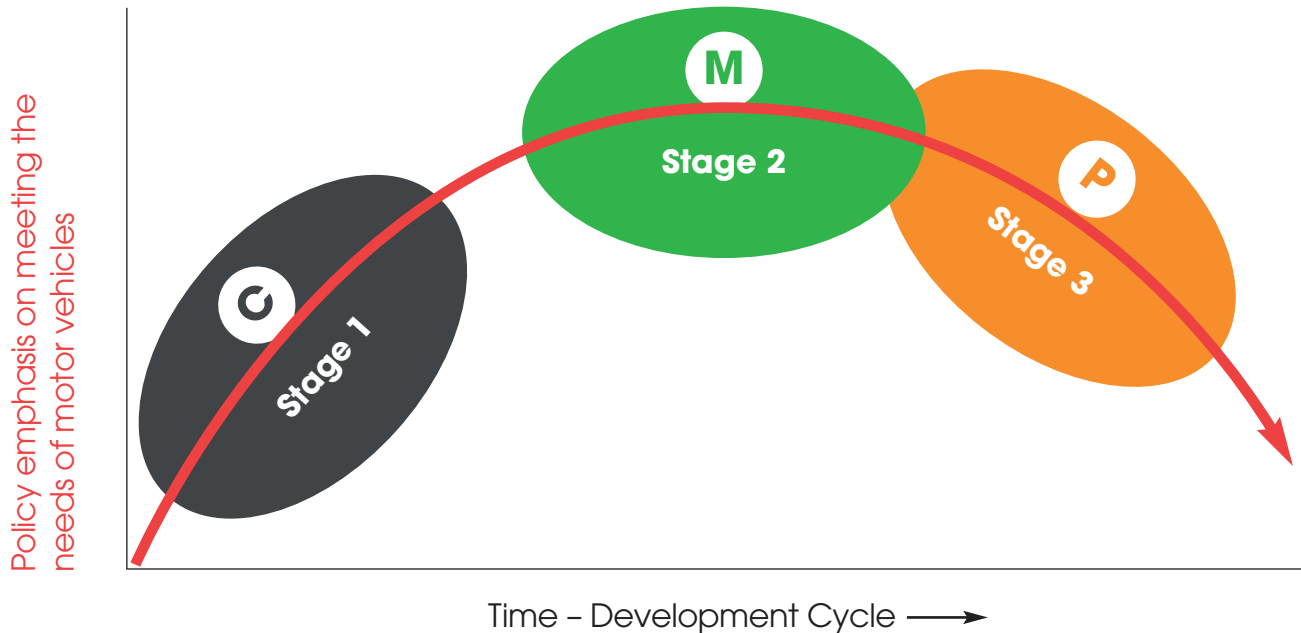 Policy emphasis on meeting the
needs of motor vehicles
C
Stage 1
M
Stage 2
P
Stage 3
Time – Development Cycle